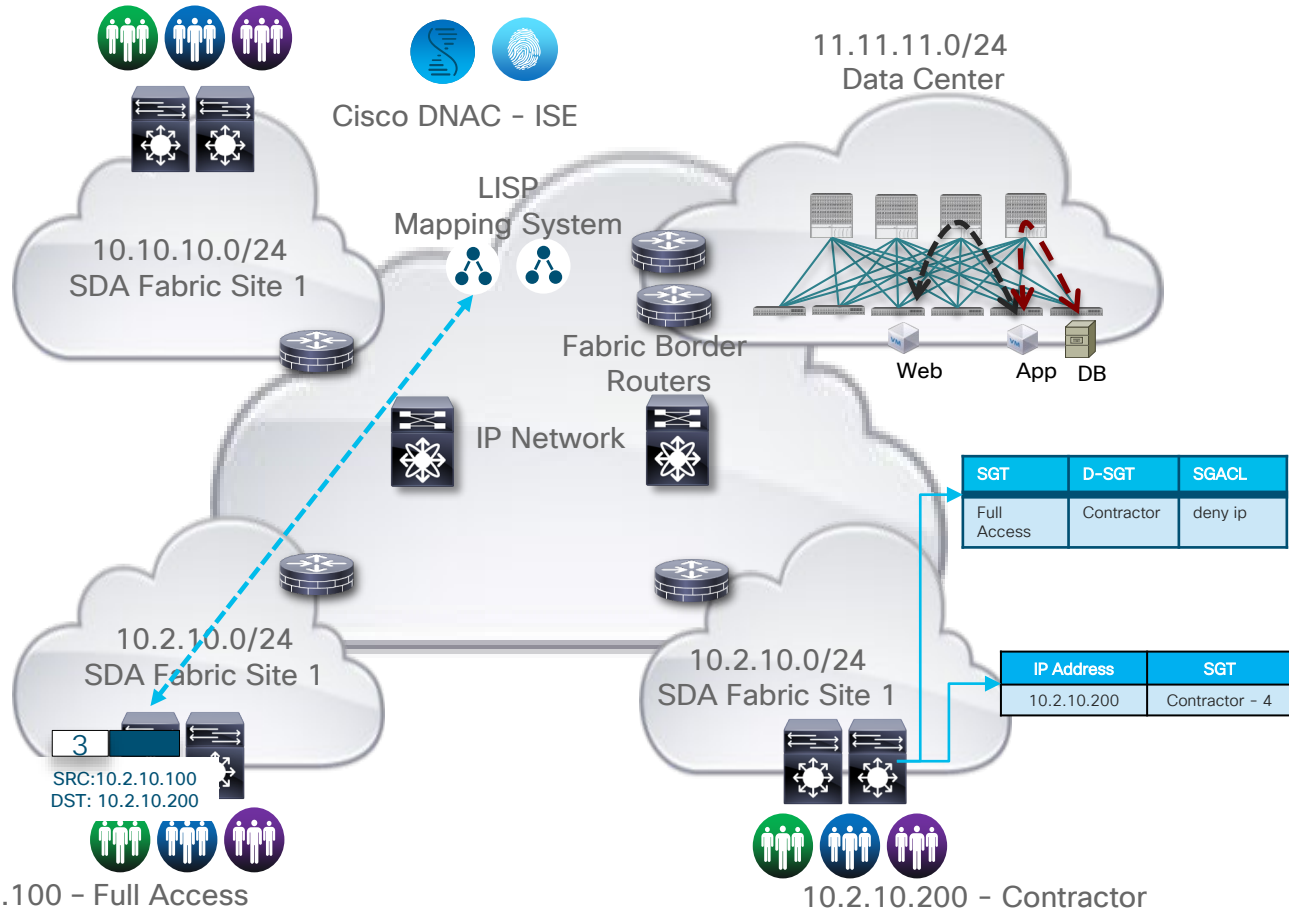 Cisco DNAC – ISE
11.11.11.0/24
Data Center
LISP
Mapping System
10.10.10.0/24
SDA Fabric Site 1
Fabric Border
Routers
VM
Web
VM
App
DB
IP Network
SGT
D-SGT
SGACL
Full
Access
Contractor
deny ip
10.2.10.0/24
SDA Fabric Site 1
10.2.10.0/24
SDA Fabric Site 1
IP Address
SGT
10.2.10.200
Contractor - 4
3
SRC:10.2.10.100
DST: 10.2.10.200
.100 – Full Access
10.2.10.200 - Contractor